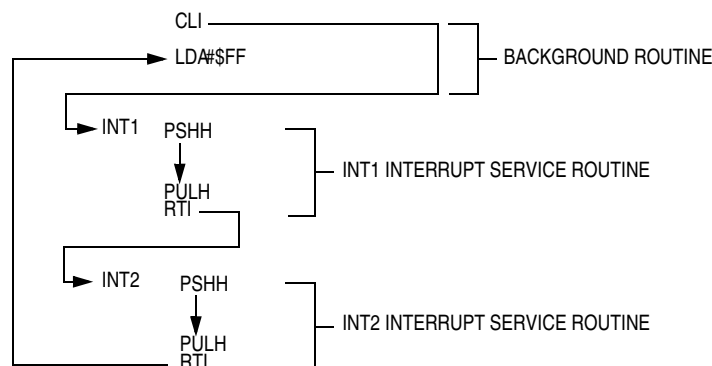 CLI
LDA#$FF
BACKGROUND ROUTINE
INT1
PSHH
INT1 INTERRUPT SERVICE ROUTINE
PULH
RTI
INT2
PSHH
INT2 INTERRUPT SERVICE ROUTINE
PULH
RTI